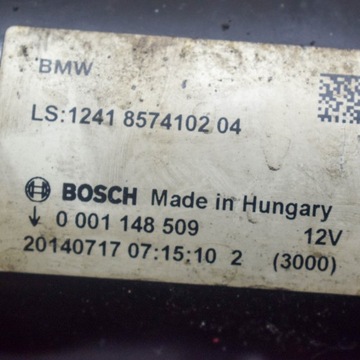 BMW
LS:1241 8574102 04
BOSCH Made in Hungary
↓ 0 001 148 509 12V
20140717 07:15:10 2 (3000)